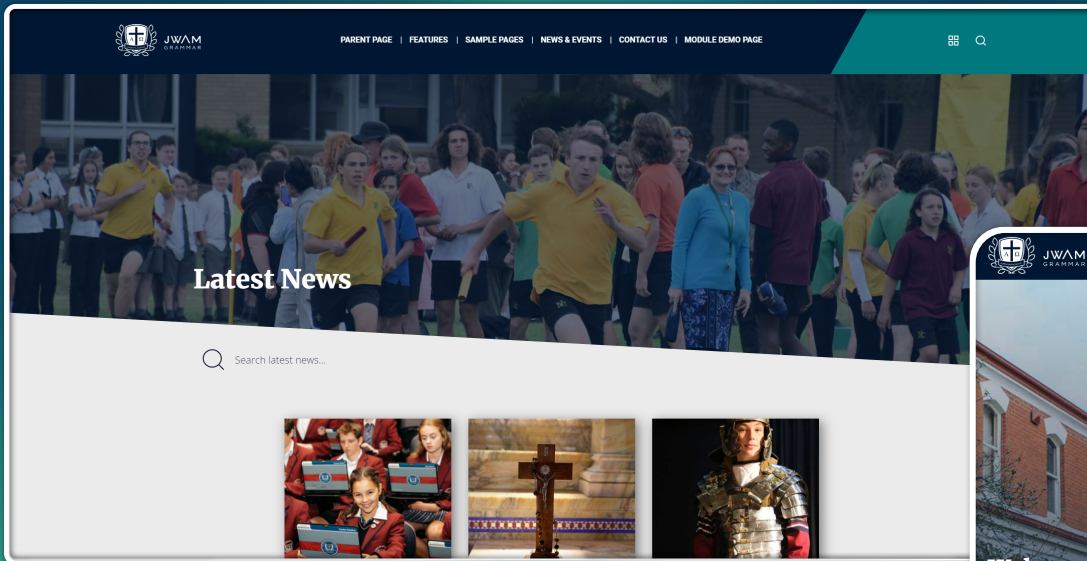 JWAM
GRAMMAR
PARENT PAGE | FEATURES | SAMPLE PAGES | NEWS & EVENTS | CONTACT US | MODULE DEMO PAGE
Latest News
Search latest news...
JWAM
GRAMMAR